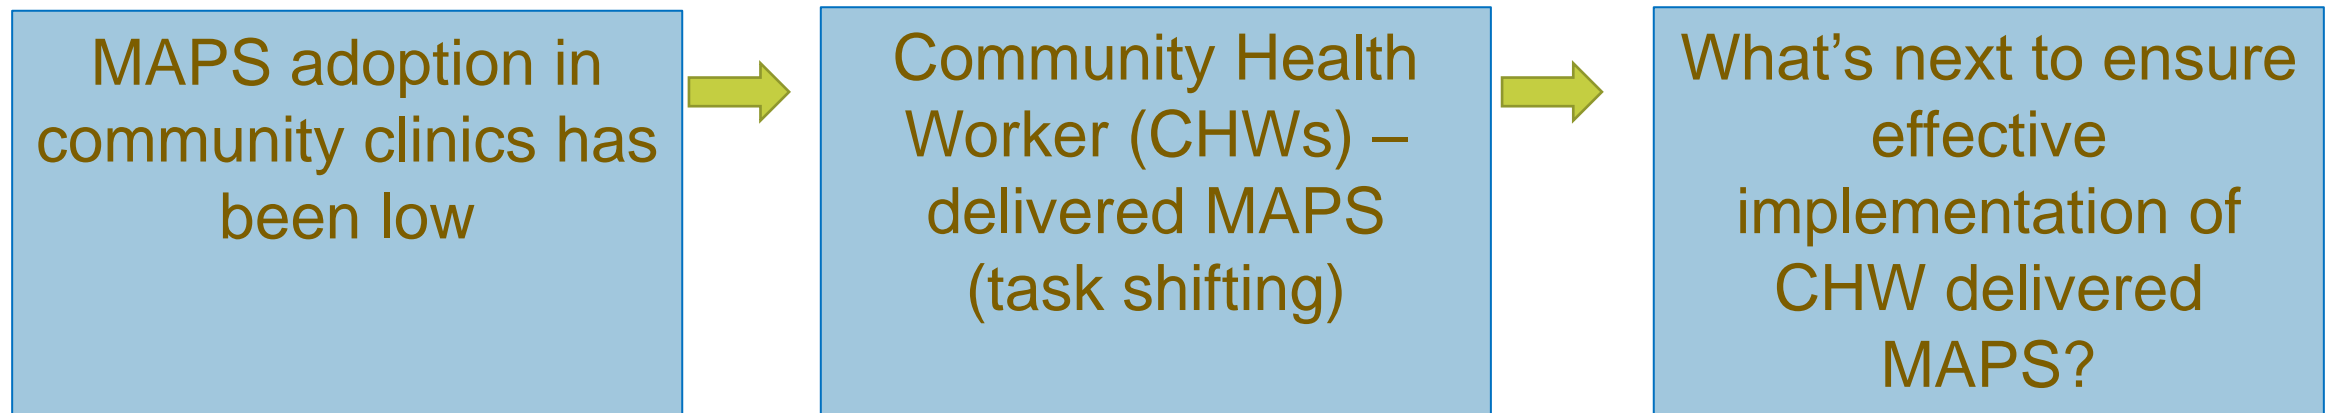 MAPS adoption in
community clinics has
been low
Community Health
Worker (CHWs) –
delivered MAPS
(task shifting)
What’s next to ensure
effective
implementation of
CHW delivered
MAPS?